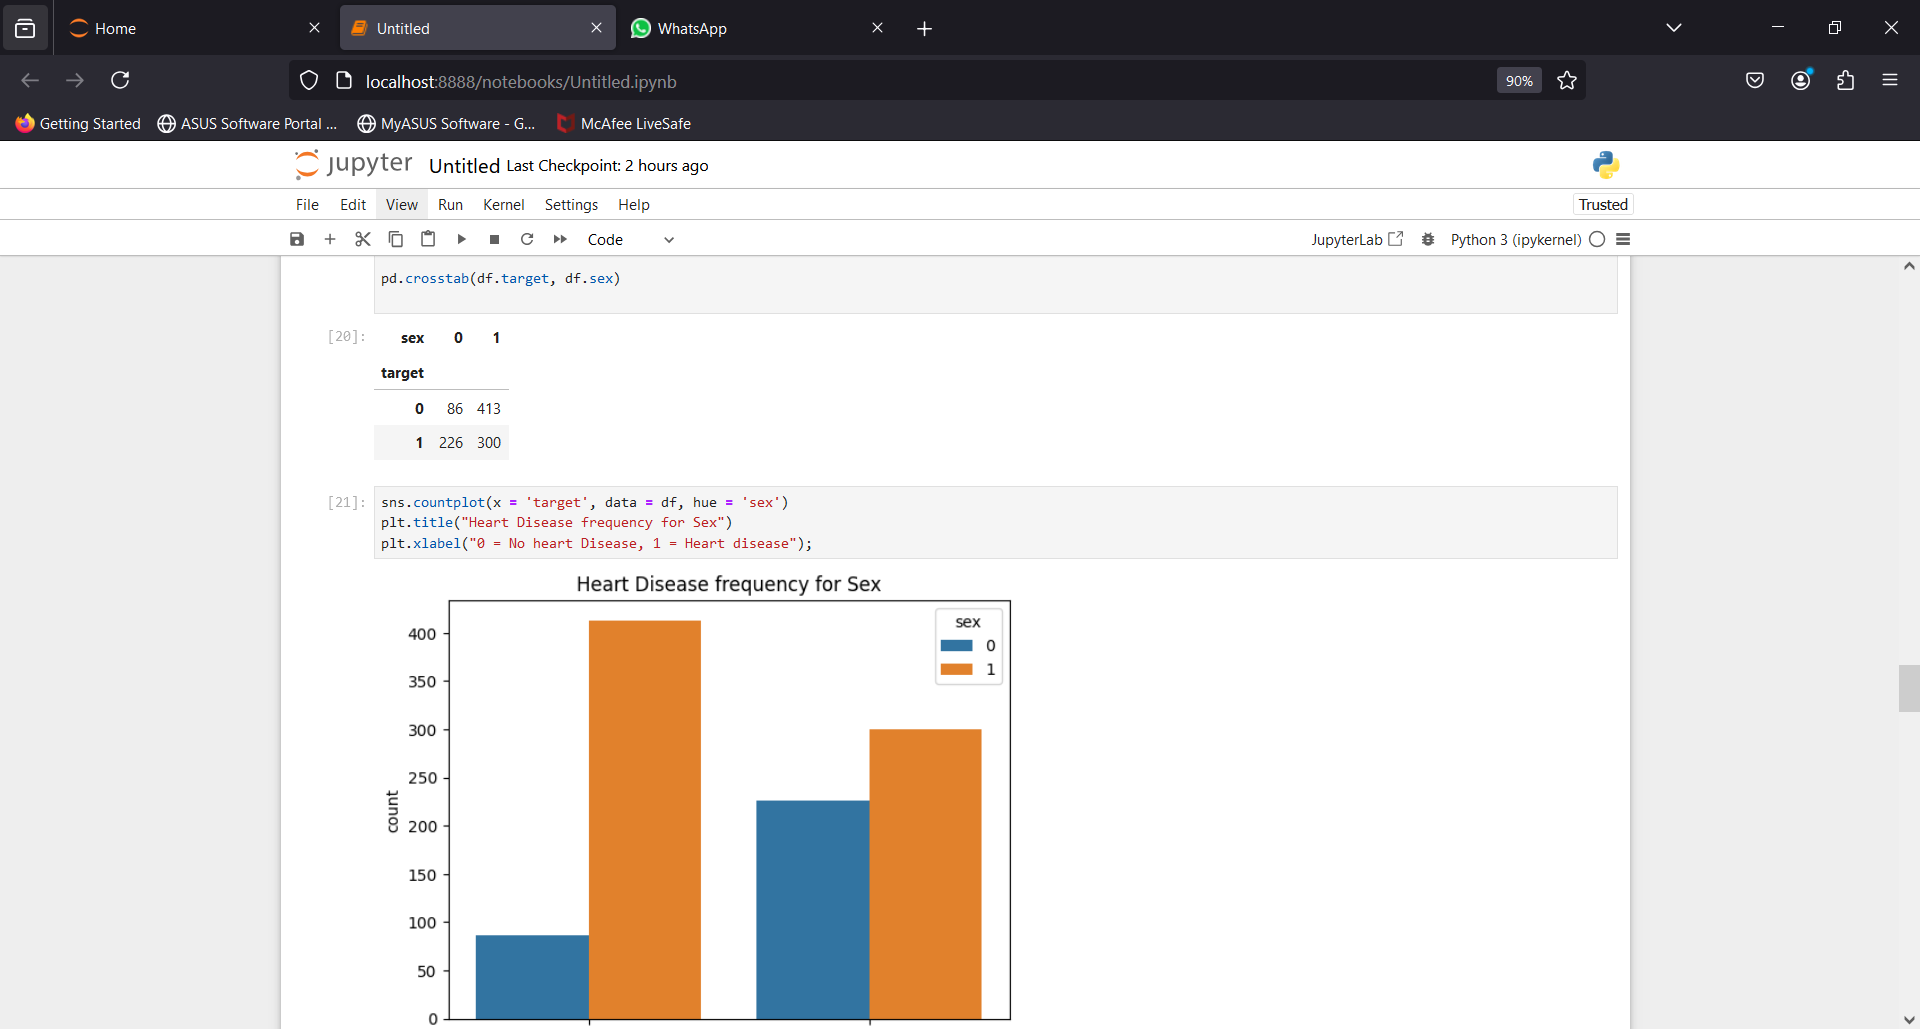 Home
Untitled
WhatsApp
localhost:8888/notebooks/Untitled.ipynb
90%
Getting Started
ASUS Software Portal ...
MyASUS Software - G...
McAfee LiveSafe
jupyter Untitled Last Checkpoint: 2 hours ago
File Edit View Run Kernel Settings Help
Trusted
Code
JupyterLab
Python 3 (ipykernel)
pd.crosstab(df.target, df.sex)
[20]:
sex 0 1
target
0 86 413
1 226 300
[21]:
sns.countplot(x = 'target', data = df, hue = 'sex')
plt.title("Heart Disease frequency for Sex")
plt.xlabel("0 = No heart Disease, 1 = Heart disease");
Heart Disease frequency for Sex
sex
0
1
400
350
300
250
200
150
100
50
0
count